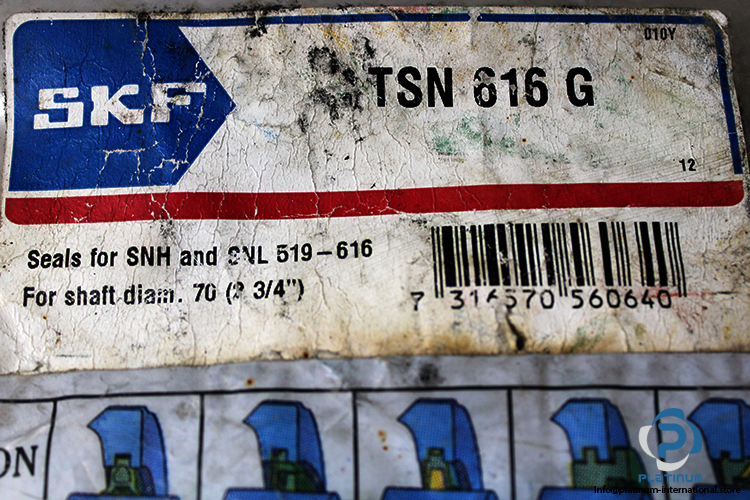 010Y
SKF
TSN 616 G
12
Seals for SNH and SNL 519-616
For shaft diam. 70 (2 3/4")
7 316570 560640
ON
PLATINUM
info@platinum-international.store